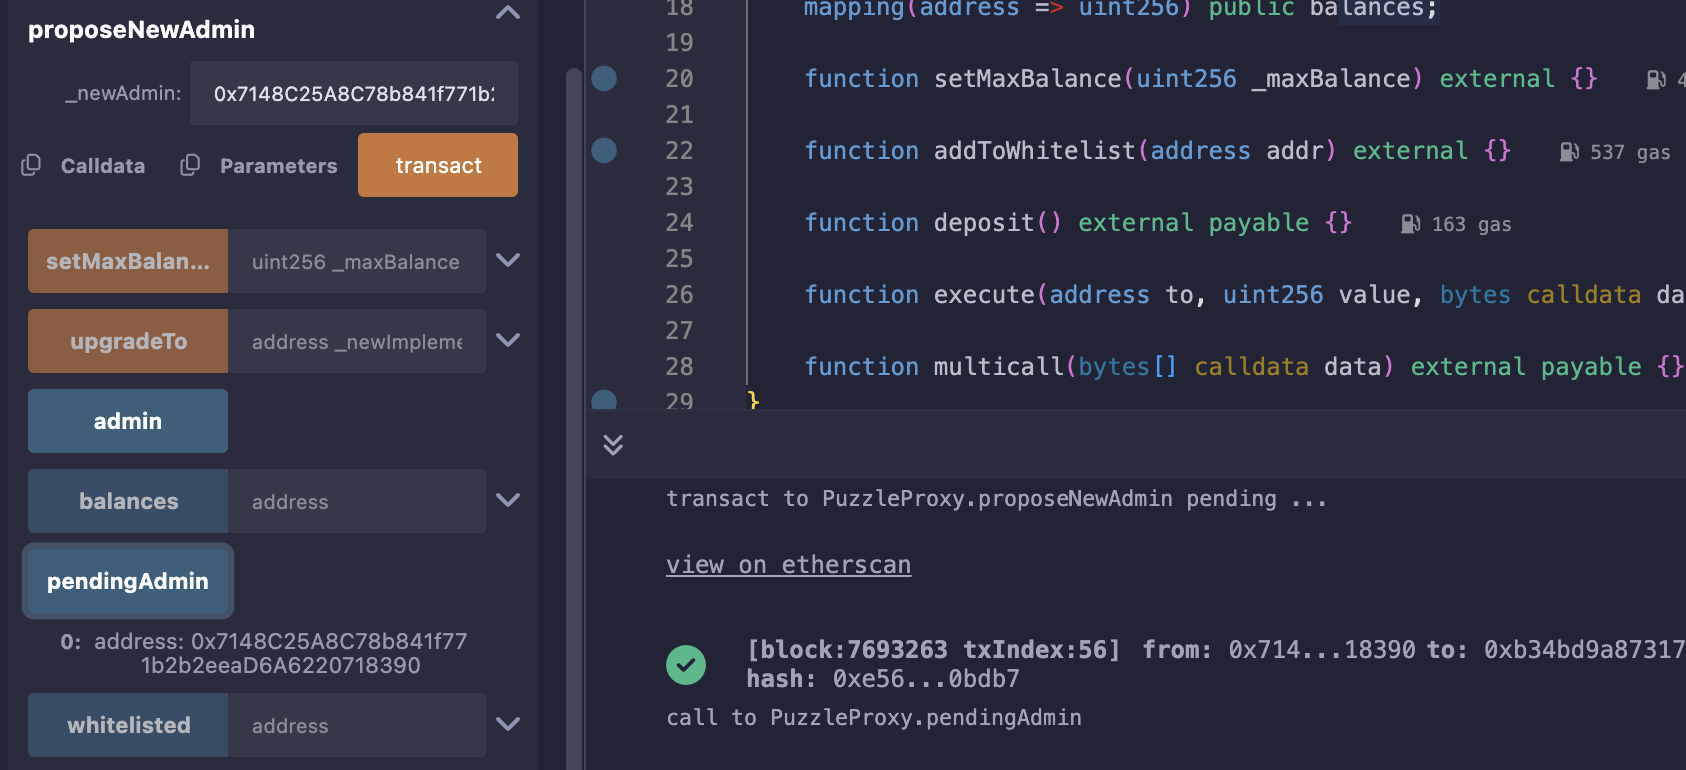 proposeNewAdmin
_newAdmin: 0x7148C25A8C78b841f771b2
Calldata Parameters transact
setMaxBalan... uint256 _maxBalance
upgradeTo address _newImpleme
admin
balances address
pendingAdmin
0: address: 0x7148C25A8C78b841f77
1b2b2eeaD6A6220718390
whitelisted address
18 mapping(address => uint256) public balances;
19
20 function setMaxBalance(uint256 _maxBalance) external {} 4
21
22 function addToWhitelist(address addr) external {} 537 gas
23
24 function deposit() external payable {} 163 gas
25
26 function execute(address to, uint256 value, bytes calldata da
27
28 function multicall(bytes[] calldata data) external payable {}
29 }
transact to PuzzleProxy.proposeNewAdmin pending ...
view on etherscan
[block:7693263 txIndex:56] from: 0x714...18390 to: 0xb34bd9a87317
hash: 0xe56...0bdb7
call to PuzzleProxy.pendingAdmin